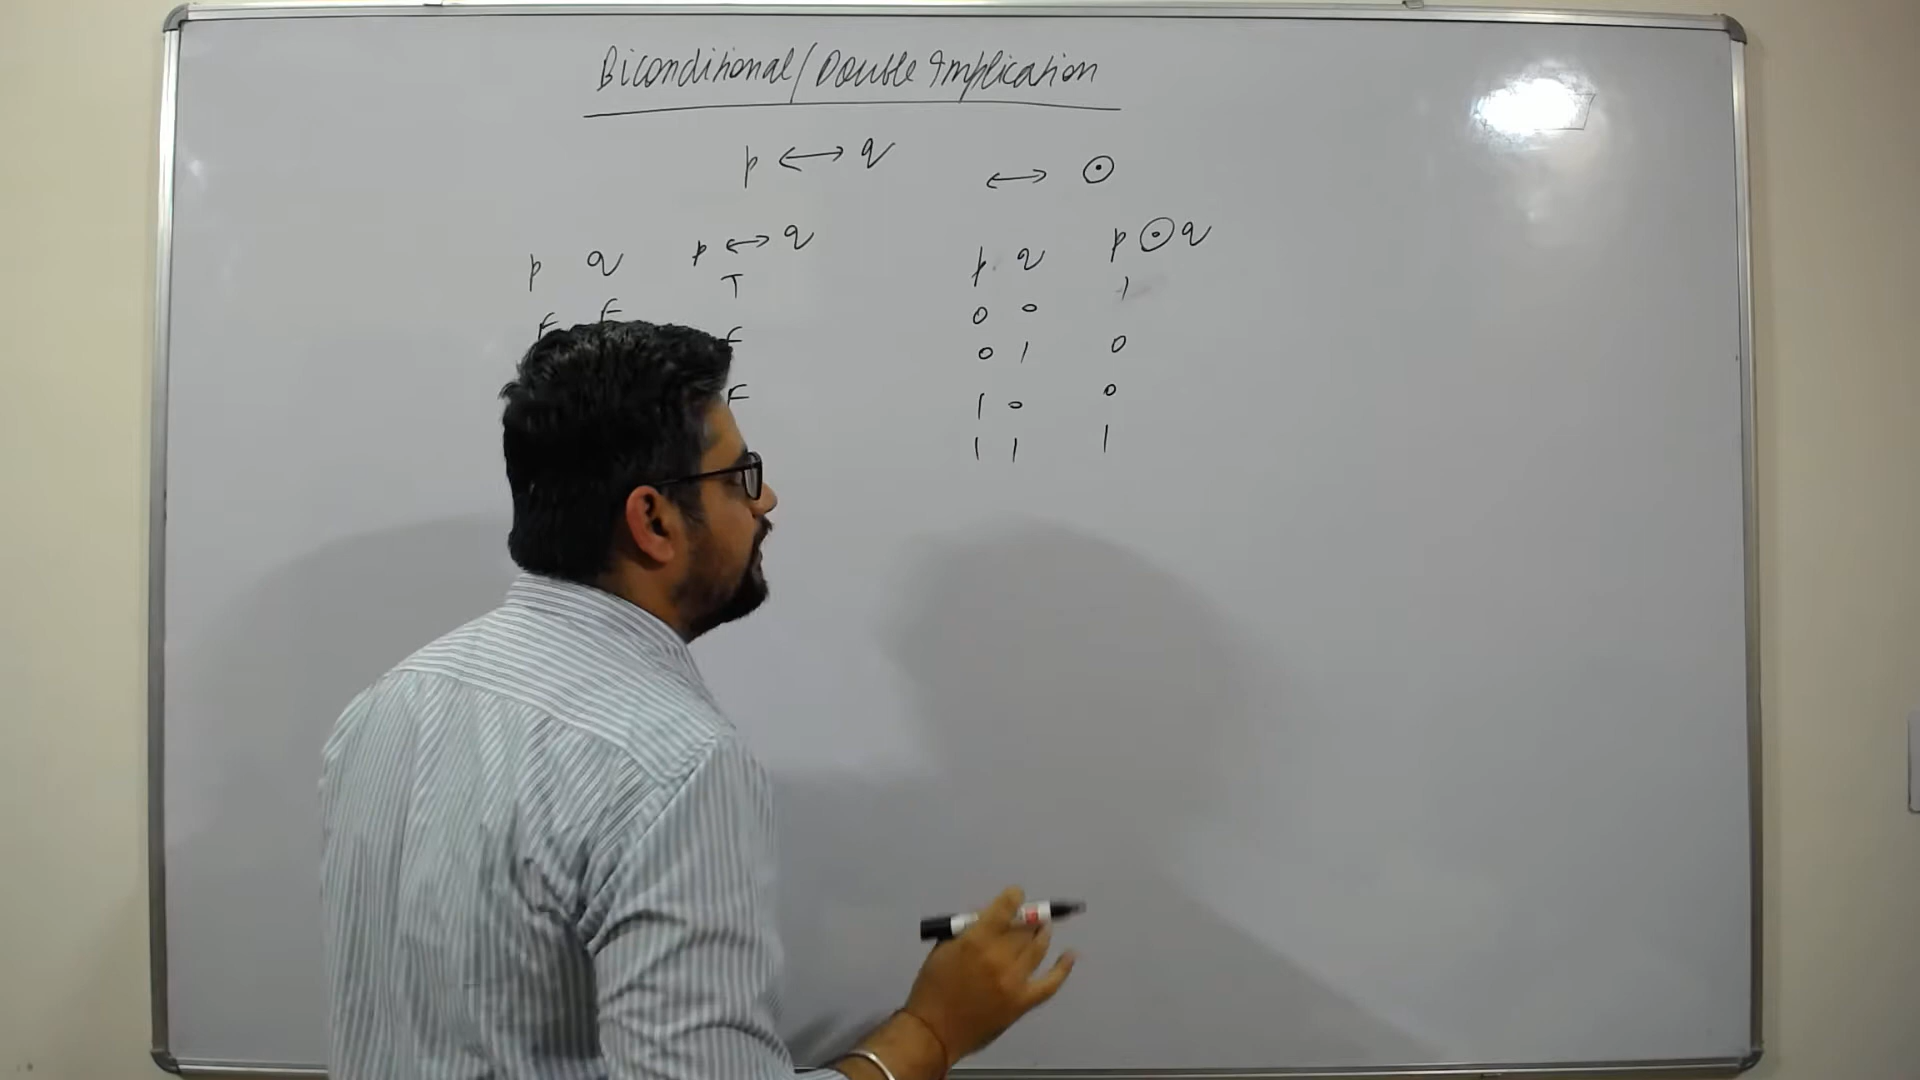 Biconditional/Double Implication
p ↔ q
↔ ⊙
p q p ↔ q
T
F F
F
F
p q p ⊙ q
1
0 0
0 1 0
1 0 0
1 1 1